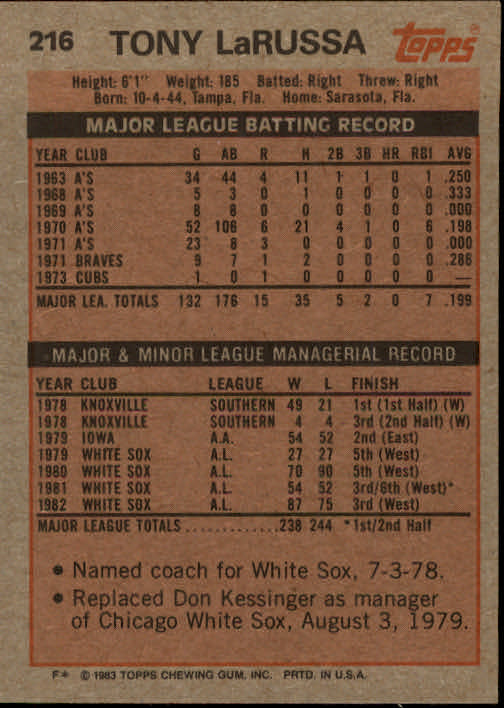 216 TONY LaRUSSA topps
Height: 6'1" Weight: 185 Batted: Right Threw: Right
Born: 10-4-44, Tampa, Fla. Home: Sarasota, Fla.
MAJOR LEAGUE BATTING RECORD
YEAR CLUB G AB R H 2B 3B HR RBI AVG
1963 A'S 34 44 4 11 1 1 0 1 .250
1968 A'S 5 3 0 1 0 0 0 0 .333
1969 A'S 8 8 0 0 0 0 0 0 .000
1970 A'S 52 106 6 21 4 1 0 6 .198
1971 A'S 23 8 3 0 0 0 0 0 .000
1971 BRAVES 9 7 1 2 0 0 0 0 .286
1973 CUBS 1 0 1 0 0 0 0 0 —
MAJOR LEA. TOTALS 132 176 15 35 5 2 0 7 .199
MAJOR & MINOR LEAGUE MANAGERIAL RECORD
YEAR CLUB LEAGUE W L FINISH
1978 KNOXVILLE SOUTHERN 49 21 1st (1st Half) (W)
1978 KNOXVILLE SOUTHERN 4 4 3rd (2nd Half) (W)
1979 IOWA A.A. 54 52 2nd (East)
1979 WHITE SOX A.L. 27 27 5th (West)
1980 WHITE SOX A.L. 70 90 5th (West)
1981 WHITE SOX A.L. 54 52 3rd/6th (West)*
1982 WHITE SOX A.L. 87 75 3rd (West)
MAJOR LEAGUE TOTALS .............238 244 *1st/2nd Half
• Named coach for White Sox, 7-3-78.
• Replaced Don Kessinger as manager
of Chicago White Sox, August 3, 1979.
F* © 1983 TOPPS CHEWING GUM, INC. PRTD. IN U.S.A.